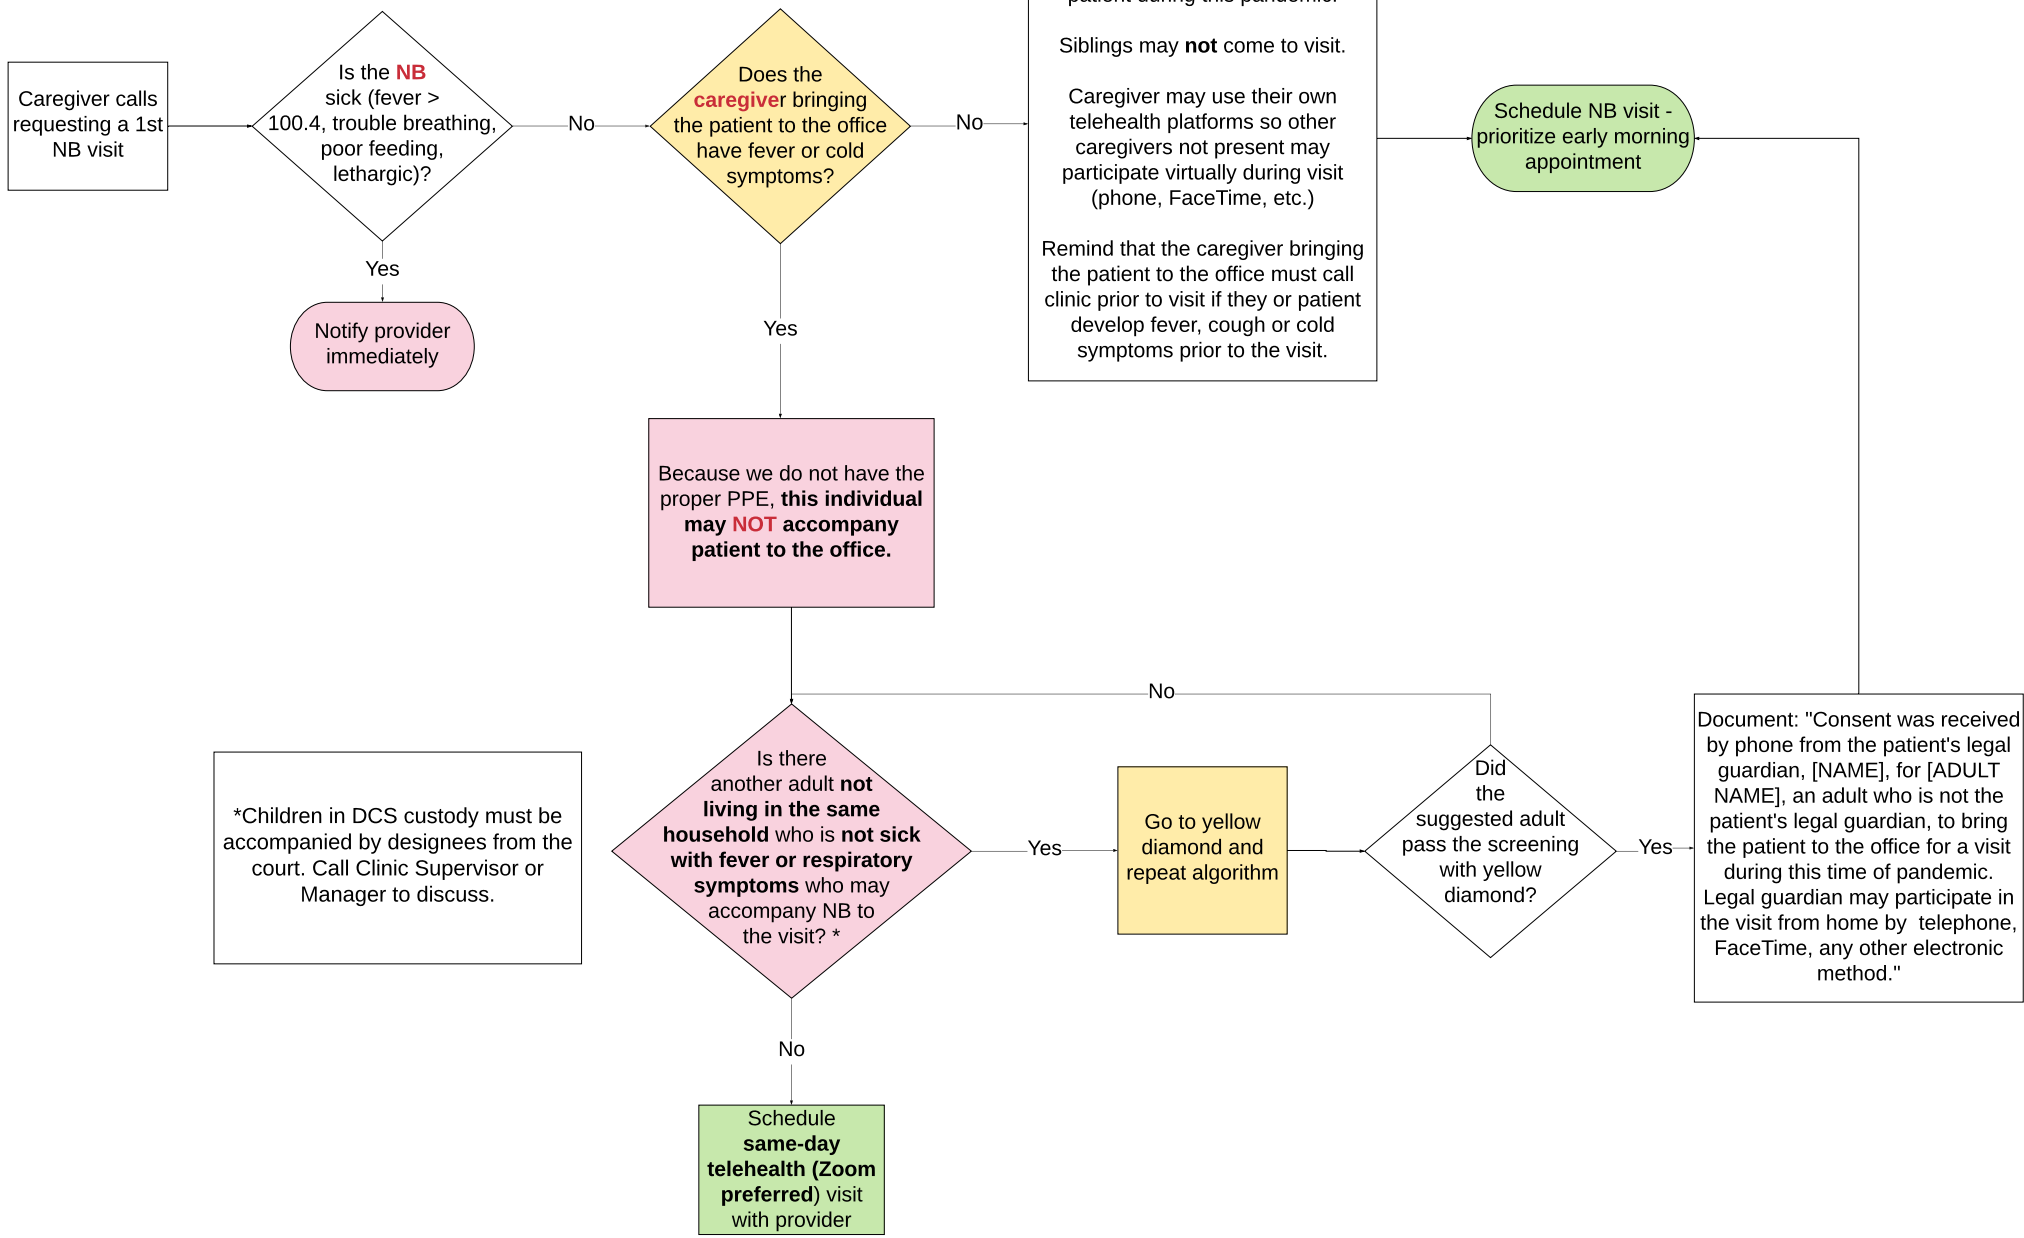 Caregiver calls
requesting a 1st
NB visit
Is the NB
sick (fever >
100.4, trouble breathing,
poor feeding,
lethargic)?
No
Yes
Notify provider
immediately
Does the
caregiver bringing
the patient to the office
have fever or cold
symptoms?
No
Yes
patient during this pandemic.
Siblings may not come to visit.
Caregiver may use their own
telehealth platforms so other
caregivers not present may
participate virtually during visit
(phone, FaceTime, etc.)
Remind that the caregiver bringing
the patient to the office must call
clinic prior to visit if they or patient
develop fever, cough or cold
symptoms prior to the visit.
Schedule NB visit -
prioritize early morning
appointment
Because we do not have the
proper PPE, this individual
may NOT accompany
patient to the office.
No
*Children in DCS custody must be
accompanied by designees from the
court. Call Clinic Supervisor or
Manager to discuss.
Is there
another adult not
living in the same
household who is not sick
with fever or respiratory
symptoms who may
accompany NB to
the visit? *
Yes
Go to yellow
diamond and
repeat algorithm
Did
the
suggested adult
pass the screening
with yellow
diamond?
Yes
Document: "Consent was received
by phone from the patient's legal
guardian, [NAME], for [ADULT
NAME], an adult who is not the
patient's legal guardian, to bring
the patient to the office for a visit
during this time of pandemic.
Legal guardian may participate in
the visit from home by  telephone,
FaceTime, any other electronic
method."
No
Schedule
same-day
telehealth (Zoom
preferred) visit
with provider